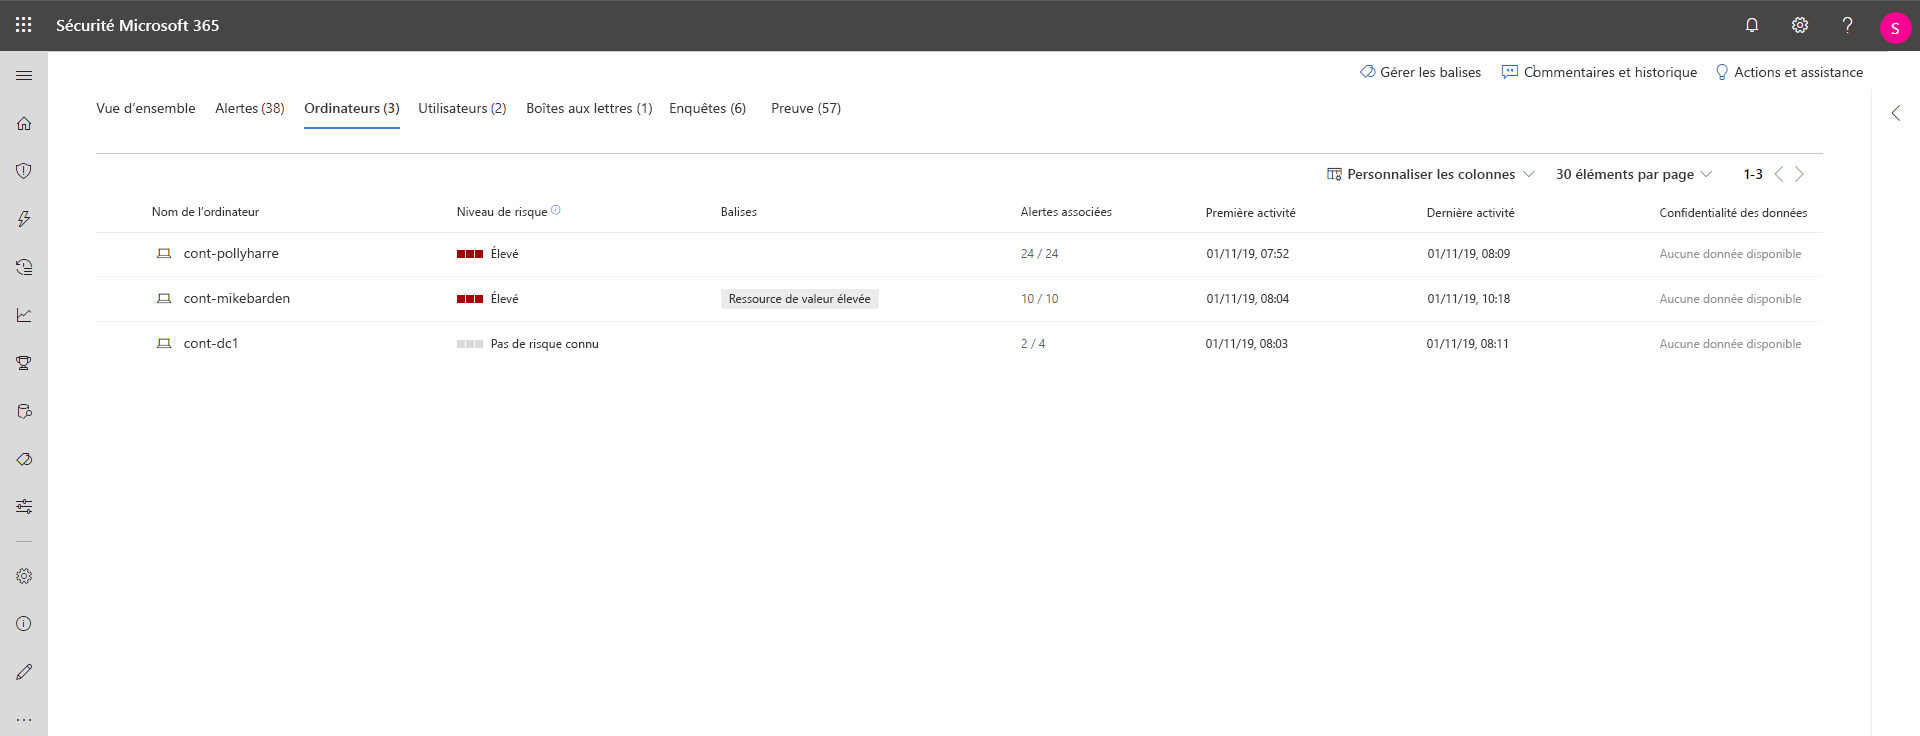 Sécurité Microsoft 365
S
Gérer les balises Commentaires et historique Actions et assistance
Vue d’ensemble Alertes (38) Ordinateurs (3) Utilisateurs (2) Boîtes aux lettres (1) Enquêtes (6) Preuve (57)
Personnaliser les colonnes 30 éléments par page 1-3
Nom de l’ordinateur Niveau de risque Balises Alertes associées Première activité Dernière activité Confidentialité des données
cont-pollyharre Élevé 24 / 24 01/11/19, 07:52 01/11/19, 08:09 Aucune donnée disponible
cont-mikebarden Élevé Ressource de valeur élevée 10 / 10 01/11/19, 08:04 01/11/19, 10:18 Aucune donnée disponible
cont-dc1 Pas de risque connu 2 / 4 01/11/19, 08:03 01/11/19, 08:11 Aucune donnée disponible